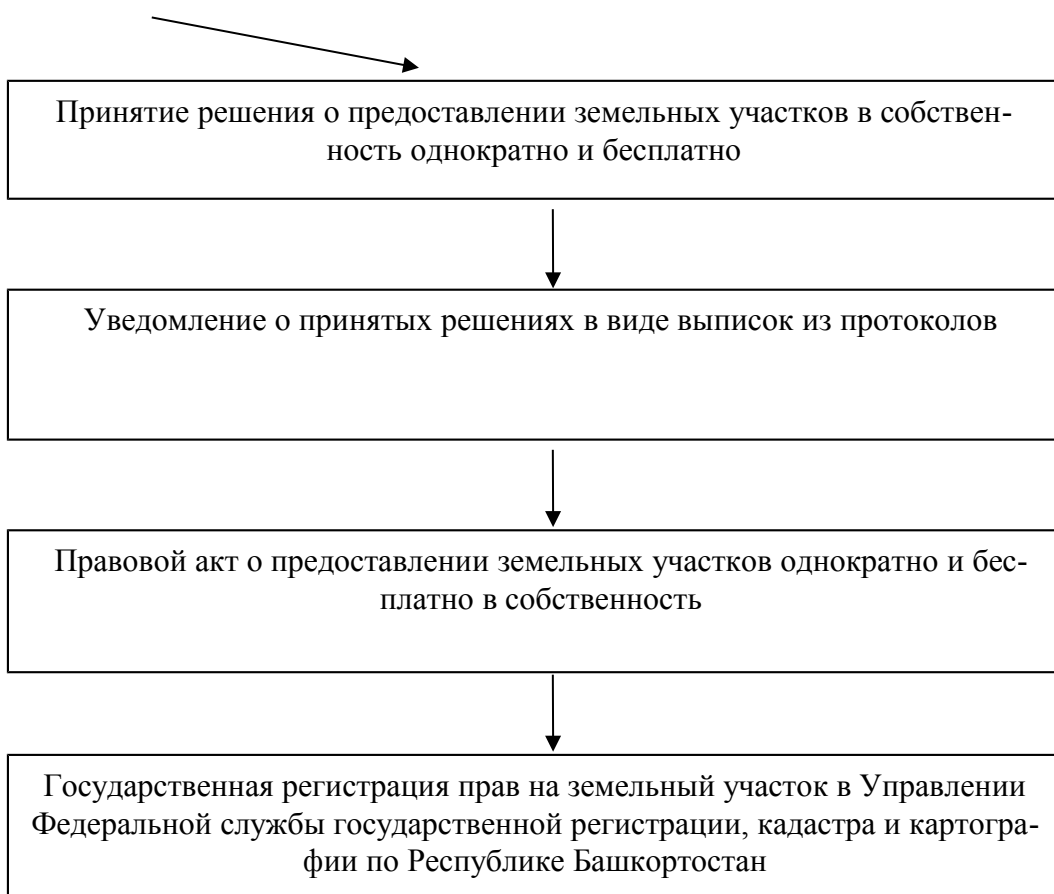 Принятие решения о предоставлении земельных участков в собствен-
ность однократно и бесплатно
Уведомление о принятых решениях в виде выписок из протоколов
Правовой акт о предоставлении земельных участков однократно и бес-
платно в собственность
Государственная регистрация прав на земельный участок в Управлении
Федеральной службы государственной регистрации, кадастра и картогра-
фии по Республике Башкортостан